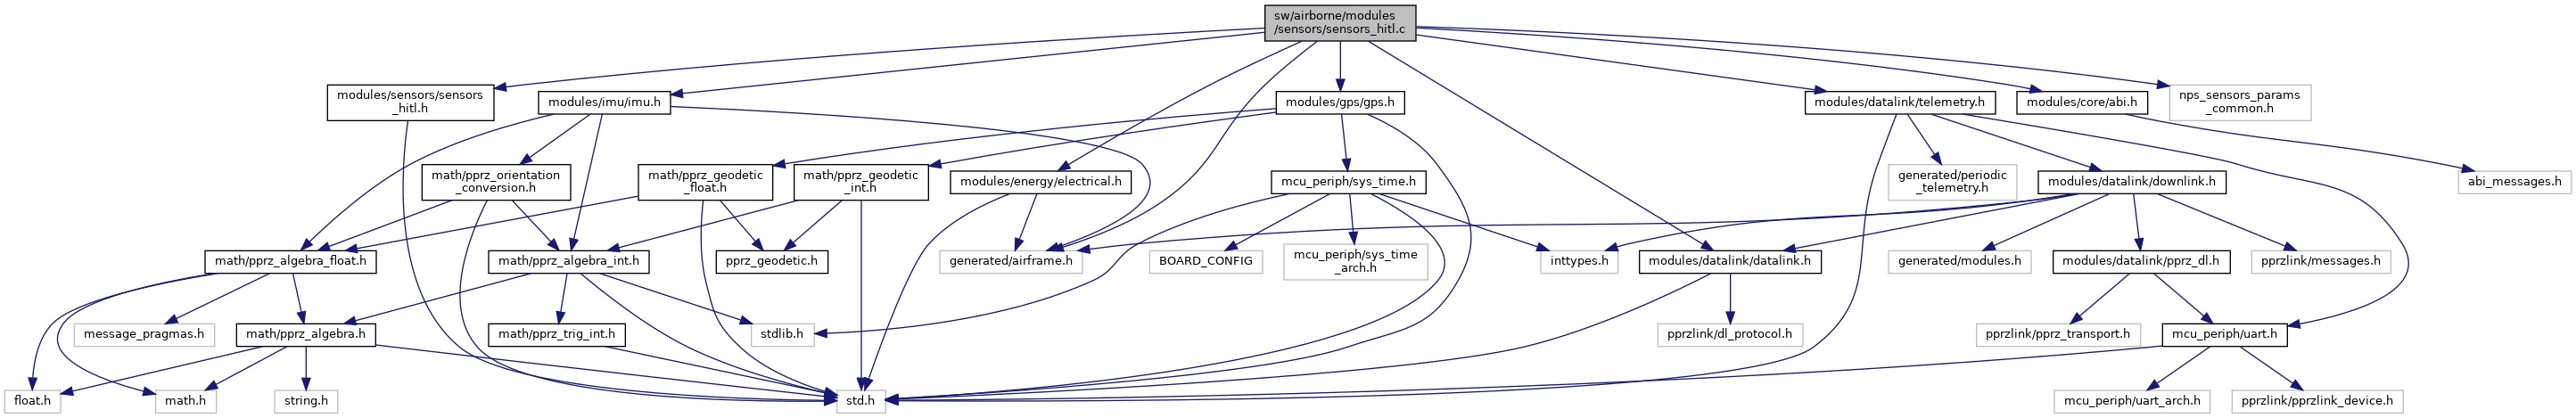 sw/airborne/modules
/sensors/sensors_hitl.c
modules/sensors/sensors
_hitl.h
modules/imu/imu.h
modules/gps/gps.h
modules/datalink/telemetry.h
modules/core/abi.h
nps_sensors_params
_common.h
math/pprz_orientation
_conversion.h
math/pprz_geodetic
_float.h
math/pprz_geodetic
_int.h
modules/energy/electrical.h
mcu_periph/sys_time.h
generated/periodic
_telemetry.h
modules/datalink/downlink.h
abi_messages.h
math/pprz_algebra_float.h
math/pprz_algebra_int.h
pprz_geodetic.h
generated/airframe.h
BOARD_CONFIG
mcu_periph/sys_time
_arch.h
inttypes.h
modules/datalink/datalink.h
generated/modules.h
modules/datalink/pprz_dl.h
pprzlink/messages.h
message_pragmas.h
math/pprz_algebra.h
math/pprz_trig_int.h
stdlib.h
pprzlink/dl_protocol.h
pprzlink/pprz_transport.h
mcu_periph/uart.h
float.h
math.h
string.h
std.h
mcu_periph/uart_arch.h
pprzlink/pprzlink_device.h